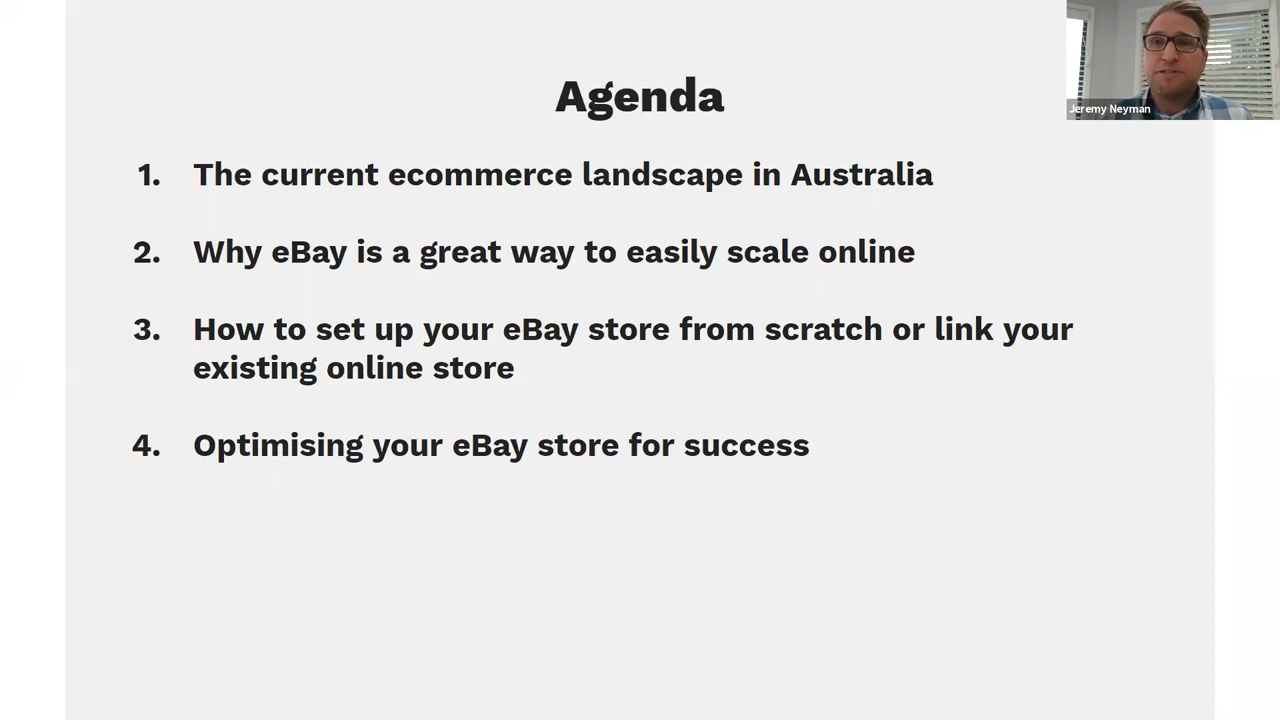 Agenda
Jeremy Neyman
1. The current ecommerce landscape in Australia
2. Why eBay is a great way to easily scale online
3. How to set up your eBay store from scratch or link your
existing online store
4. Optimising your eBay store for success